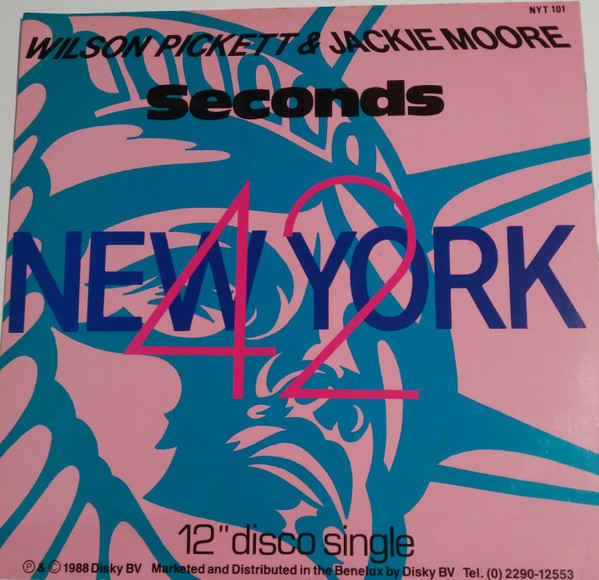 NYT 101
WILSON PICKETT & JACKIE MOORE
Seconds
NEW YORK
42
12" disco single
℗ & © 1988 Disky BV Marketed and Distributed in the Benelux by Disky BV Tel. (0) 2290-12553